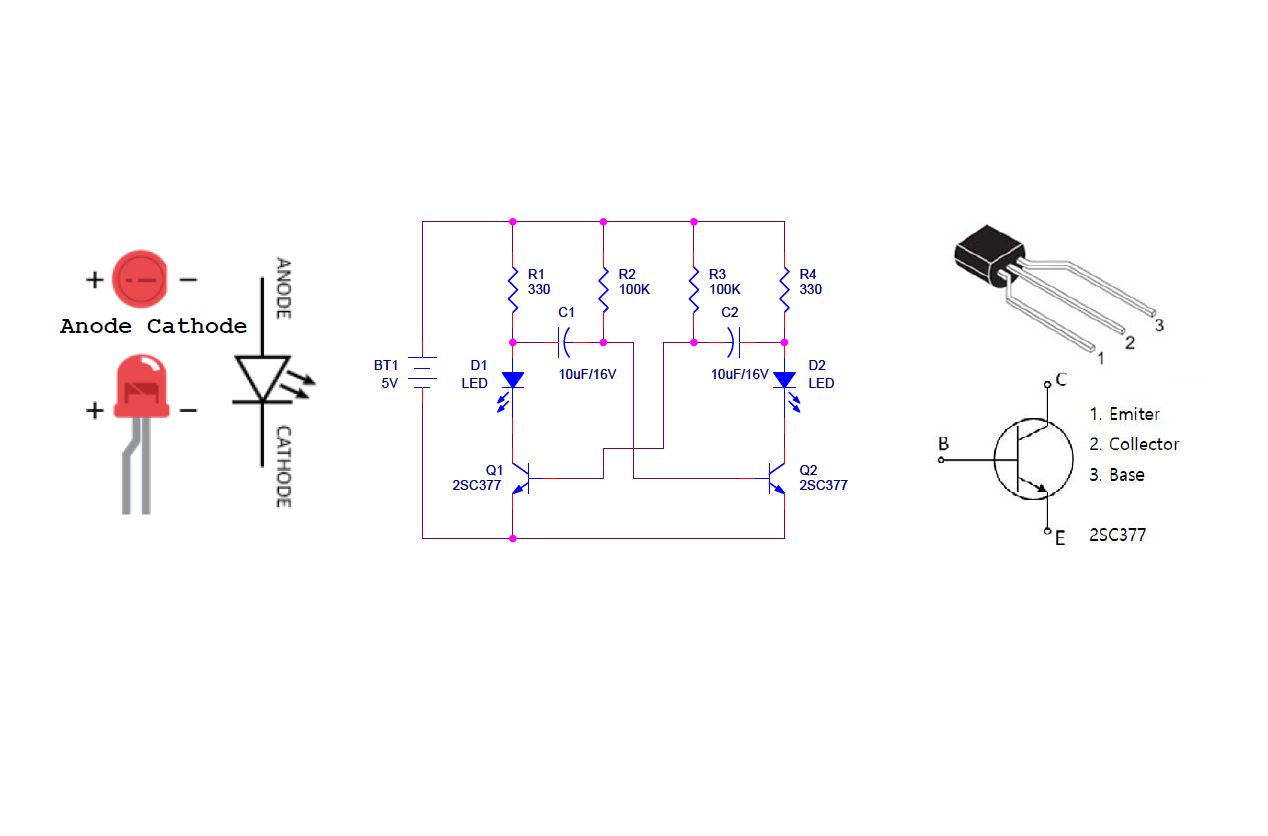 + −
Anode Cathode
+ −
ANODE
CATHODE
R1
330
R2
100K
R3
100K
R4
330
C1
10uF/16V
C2
10uF/16V
BT1
5V
D1
LED
D2
LED
Q1
2SC377
Q2
2SC377
1
2
3
C
B
E
1. Emiter
2. Collector
3. Base
2SC377